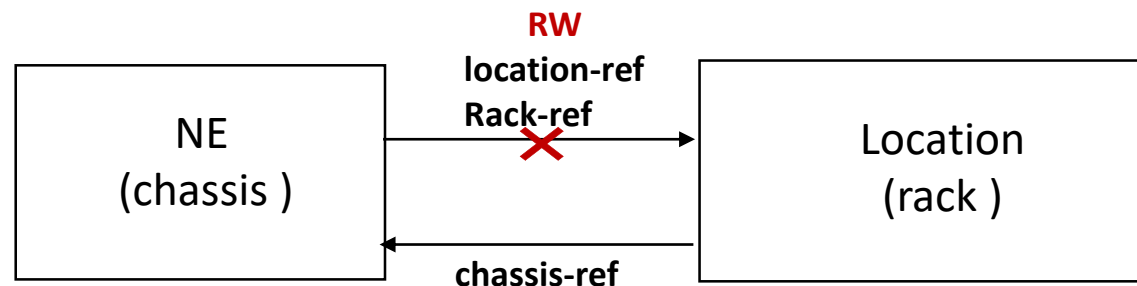 RW
location-ref
Rack-ref
NE
(chassis )
Location
(rack )
chassis-ref